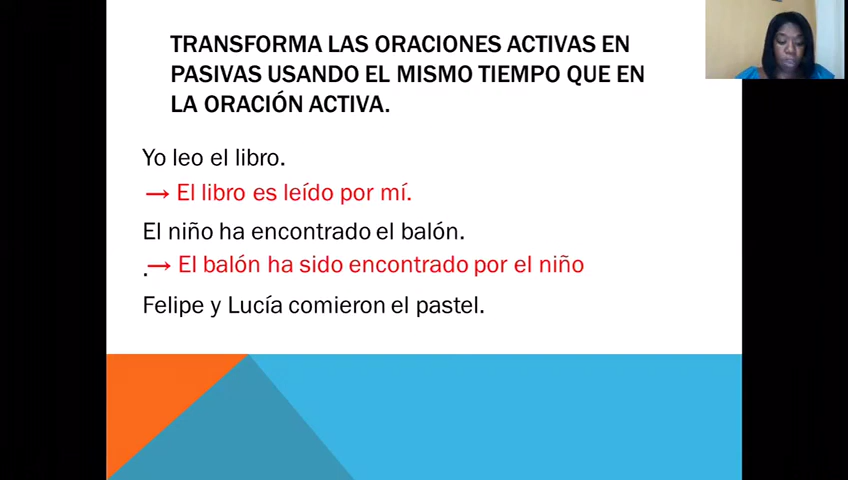 TRANSFORMA LAS ORACIONES ACTIVAS EN
PASIVAS USANDO EL MISMO TIEMPO QUE EN
LA ORACIÓN ACTIVA.
Yo leo el libro.
→ El libro es leído por mí.
El niño ha encontrado el balón.
.→ El balón ha sido encontrado por el niño
Felipe y Lucía comieron el pastel.